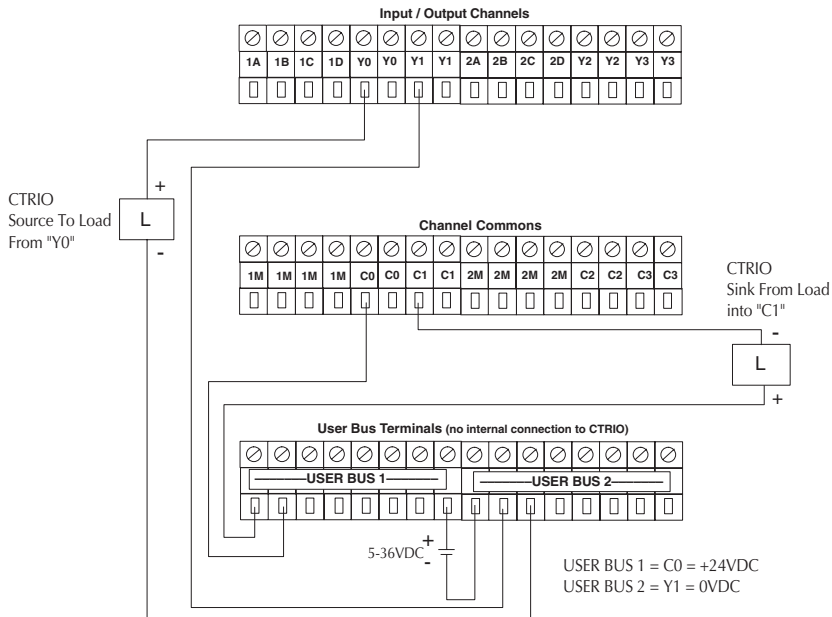 Input / Output Channels
1A 1B 1C 1D Y0 Y0 Y1 Y1 2A 2B 2C 2D Y2 Y2 Y3 Y3
CTRIO
Source To Load
From "Y0"
+
L
-
Channel Commons
1M 1M 1M 1M C0 C0 C1 C1 2M 2M 2M 2M C2 C2 C3 C3
CTRIO
Sink From Load
into "C1"
-
L
+
User Bus Terminals (no internal connection to CTRIO)
USER BUS 1 USER BUS 2
+
5-36VDC
-
USER BUS 1 = C0 = +24VDC
USER BUS 2 = Y1 = 0VDC